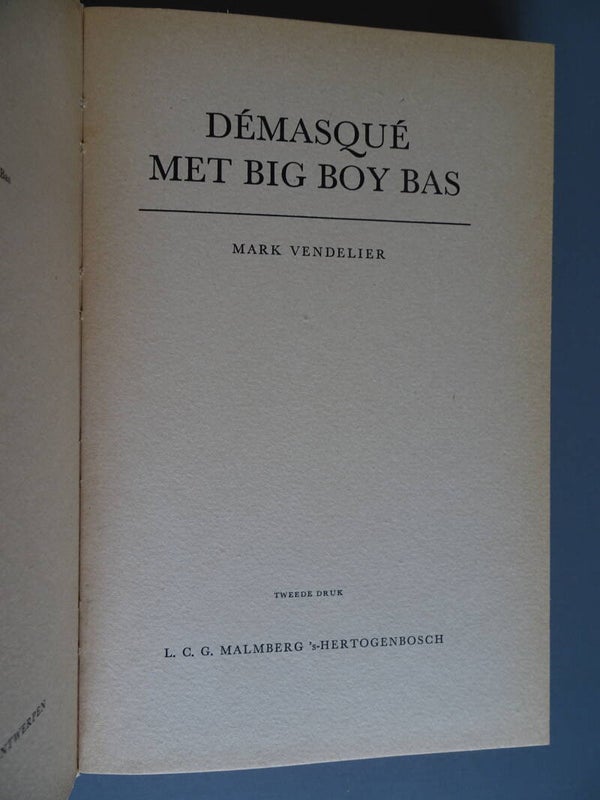 DÉMASQUÉ
MET BIG BOY BAS
MARK VENDELIER
TWEEDE DRUK
L. C. G. MALMBERG 's-HERTOGENBOSCH